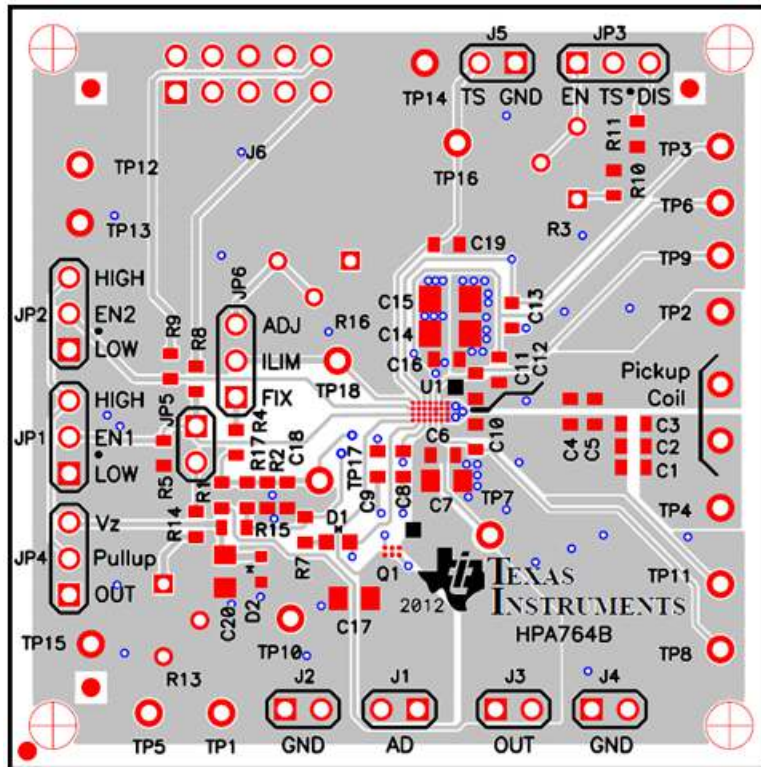 J5
JP3
TP14
TS GND
EN TS DIS
R11
R10
TP3
TP12
J6
TP16
TP6
TP13
R3
TP9
C19
HIGH
JP2
EN2
LOW
JP6
ADJ
ILIM
FIX
R9
R8
R16
C15
C14
C13
TP2
C16
C12
C11
TP18
U1
Pickup
Coil
HIGH
JP1
EN1
LOW
JP5
R4
R17
R2
C18
TP17
C6
C10
C4
C5
C3
C2
C1
R5
R1
C9
C8
C7
TP7
TP4
Vz
JP4
Pullup
OUT
R14
R15
D1
R7
Q1
TEXAS
INSTRUMENTS
2012
HPA764B
TP11
C20
D2
C17
TP15
R13
TP10
TP8
J2
J1
J3
J4
TP5
TP1
GND
AD
OUT
GND